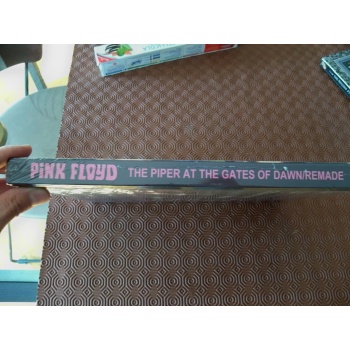 PINK FLOYD THE PIPER AT THE GATES OF DAWN/REMADE